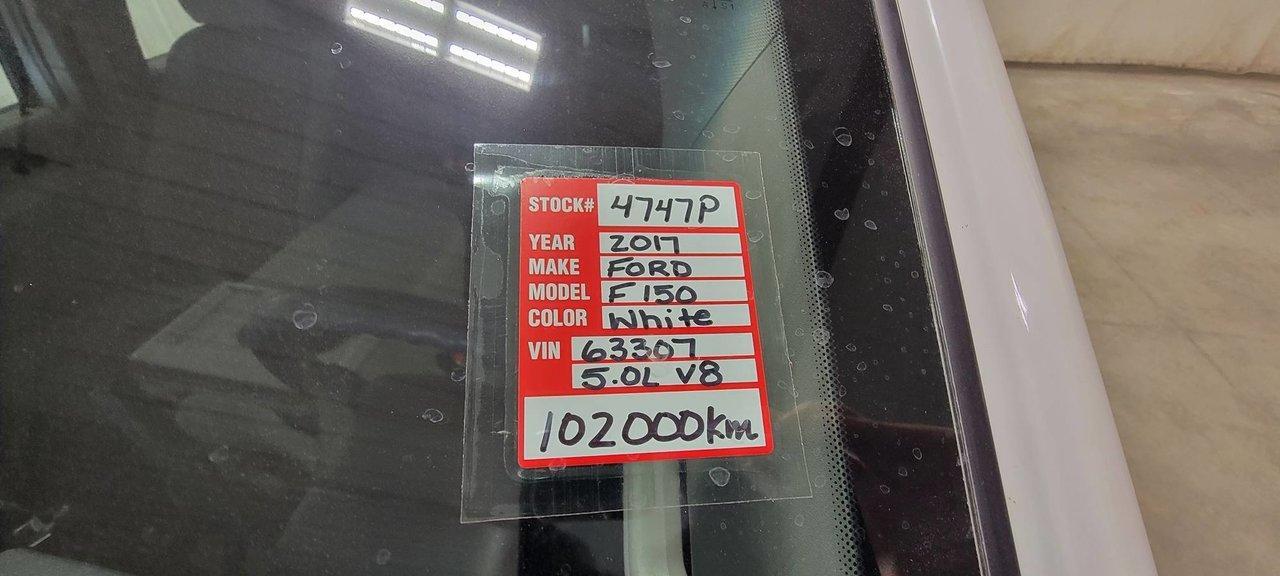 STOCK# 4747P
YEAR 2017
MAKE FORD
MODEL F150
COLOR White
VIN 63307
5.0L V8
102000km